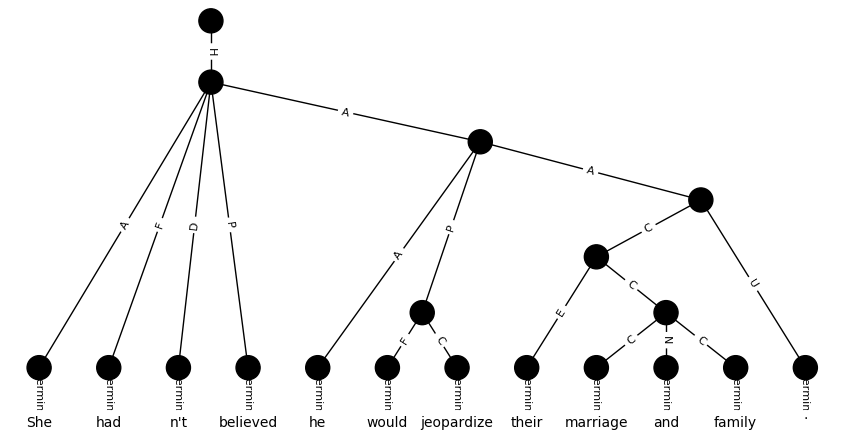 H
A
A
A F D P
C
C U
A P
E C
F C
C N C
ermin ermin ermin ermin ermin ermin ermin ermin ermin ermin ermin ermin
She had n't believed he would jeopardize their marriage and family .